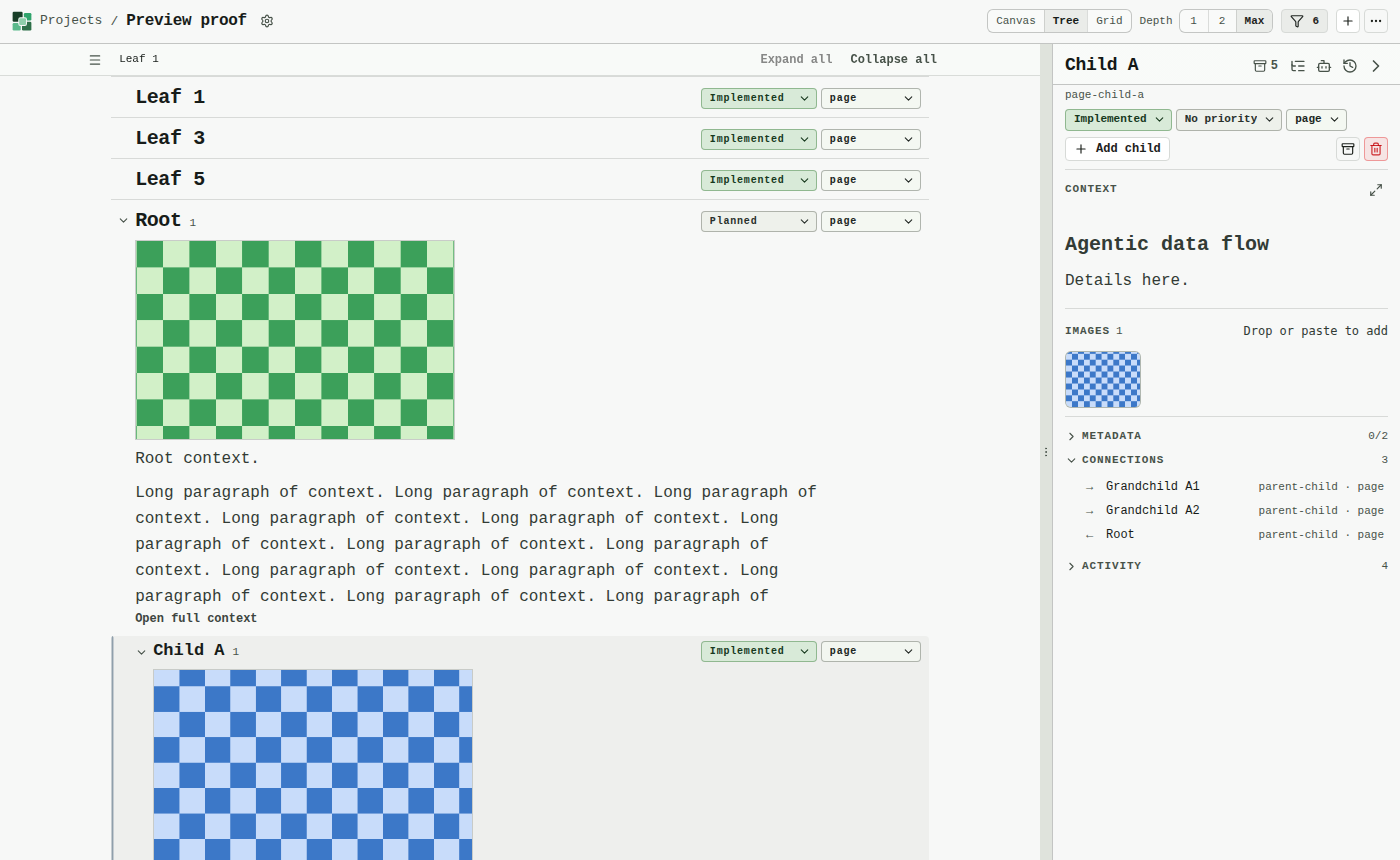 Projects / Preview proof
Canvas Tree Grid Depth 1 2 Max 6
Leaf 1 Expand all Collapse all
Leaf 1 Implemented page
Leaf 3 Implemented page
Leaf 5 Implemented page
Root 1 Planned page
Root context.
Long paragraph of context. Long paragraph of context. Long paragraph of
context. Long paragraph of context. Long paragraph of context. Long
paragraph of context. Long paragraph of context. Long paragraph of
context. Long paragraph of context. Long paragraph of context. Long
paragraph of context. Long paragraph of context. Long paragraph of
Open full context
Child A 1 Implemented page
Child A 5
page-child-a
Implemented No priority page
Add child
CONTEXT
Agentic data flow
Details here.
IMAGES 1 Drop or paste to add
METADATA 0/2
CONNECTIONS 3
→ Grandchild A1 parent-child · page
→ Grandchild A2 parent-child · page
← Root parent-child · page
ACTIVITY 4